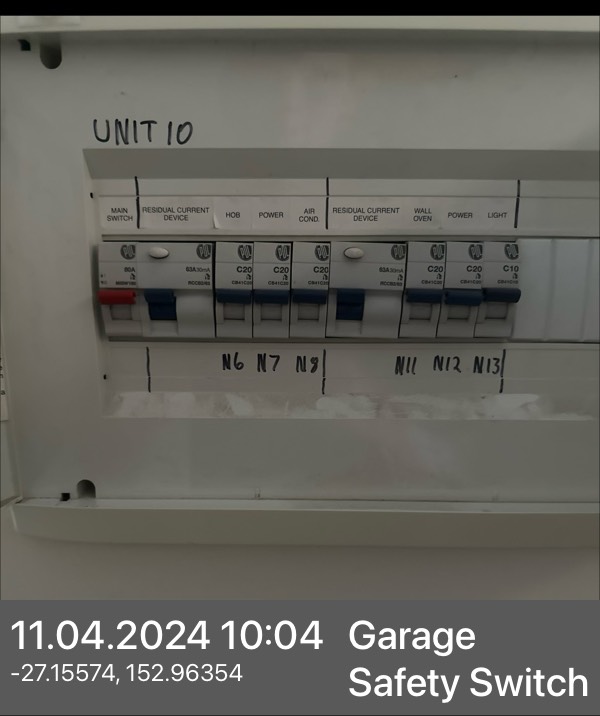 UNIT 10
MAIN SWITCH
RESIDUAL CURRENT DEVICE
HOB
POWER
AIR COND.
RESIDUAL CURRENT DEVICE
WALL OVEN
POWER
LIGHT
80A
63A 30mA
C20
C20
C20
63A 30mA
C20
C20
C10
N6 N7 N8 N11 N12 N13
11.04.2024 10:04
-27.15574, 152.96354
Garage
Safety Switch